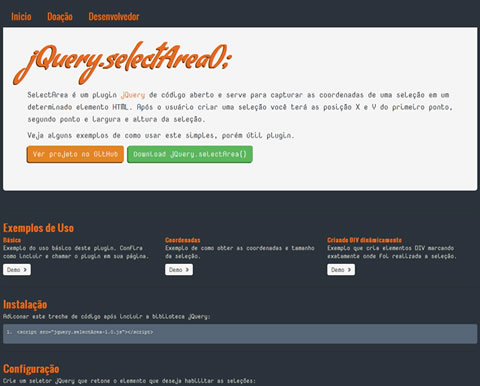 Inicio Doação Desenvolvedor
jQuery.selectArea();
SelectArea é um plugin jQuery de código aberto e serve para capturar as coordenadas de uma seleção em um
determinado elemento HTML. Após o usuário criar uma seleção você terá as posição X e Y do primeiro ponto,
segundo ponto e largura e altura da seleção.
Veja alguns exemplos de como usar este simples, porém útil plugin.
Ver projeto no GitHub Download jQuery.selectArea()
Exemplos de Uso
Básico
Exemplo do uso básico deste plugin. Confira
como incluir e chamar o plugin em sua página.
Demo »
Coordenadas
Exemplo de como obter as coordenadas e tamanho
da seleção.
Demo »
Criando DIV dinâmicamente
Exemplo que cria elementos DIV marcando
exatamente onde foi realizada a seleção.
Demo »
Instalação
Adiconar este treche de código após incluir a biblioteca jQuery:
1. <script src="jquery.selectArea-1.0.js"></script>
Configuração
Crie um seletor jQuery que retone o elemento que deseja habilitar as seleções: